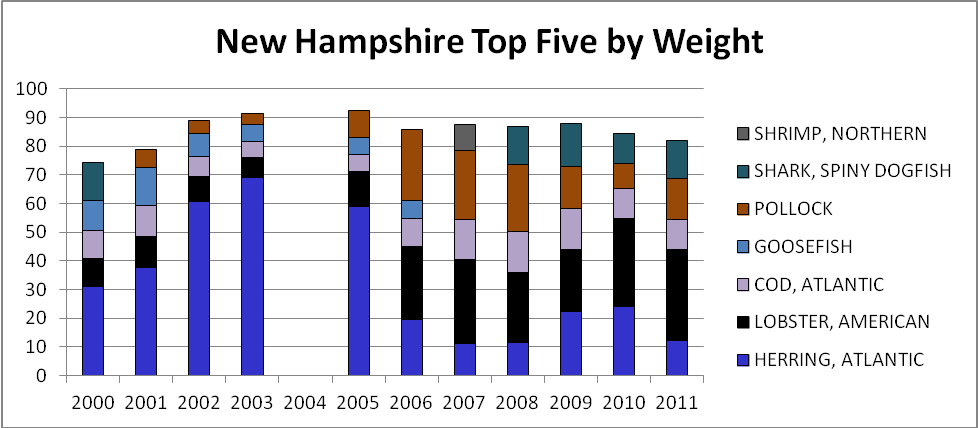 New Hampshire Top Five by Weight
100
90
80
70
60
50
40
30
20
10
0
2000 2001 2002 2003 2004 2005 2006 2007 2008 2009 2010 2011
SHRIMP, NORTHERN
SHARK, SPINY DOGFISH
POLLOCK
GOOSEFISH
COD, ATLANTIC
LOBSTER, AMERICAN
HERRING, ATLANTIC